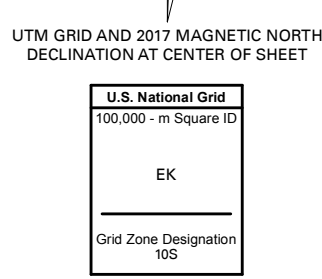 UTM GRID AND 2017 MAGNETIC NORTH
DECLINATION AT CENTER OF SHEET
U.S. National Grid
100,000 - m Square ID
EK
Grid Zone Designation
10S